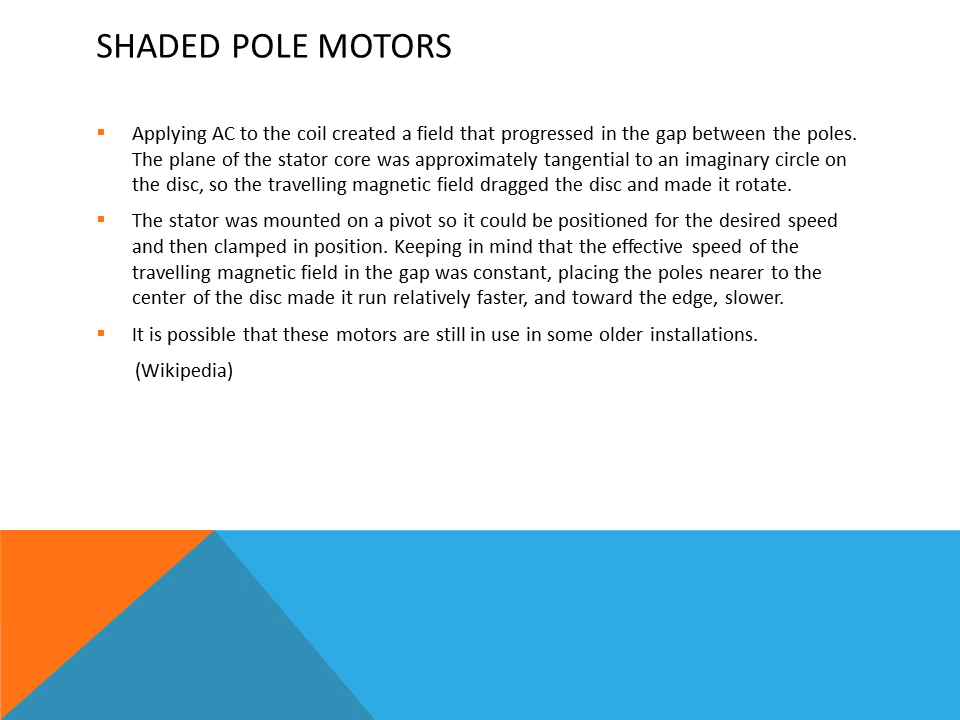 SHADED POLE MOTORS
▪ Applying AC to the coil created a field that progressed in the gap between the poles.
The plane of the stator core was approximately tangential to an imaginary circle on
the disc, so the travelling magnetic field dragged the disc and made it rotate.
▪ The stator was mounted on a pivot so it could be positioned for the desired speed
and then clamped in position. Keeping in mind that the effective speed of the
travelling magnetic field in the gap was constant, placing the poles nearer to the
center of the disc made it run relatively faster, and toward the edge, slower.
▪ It is possible that these motors are still in use in some older installations.
(Wikipedia)